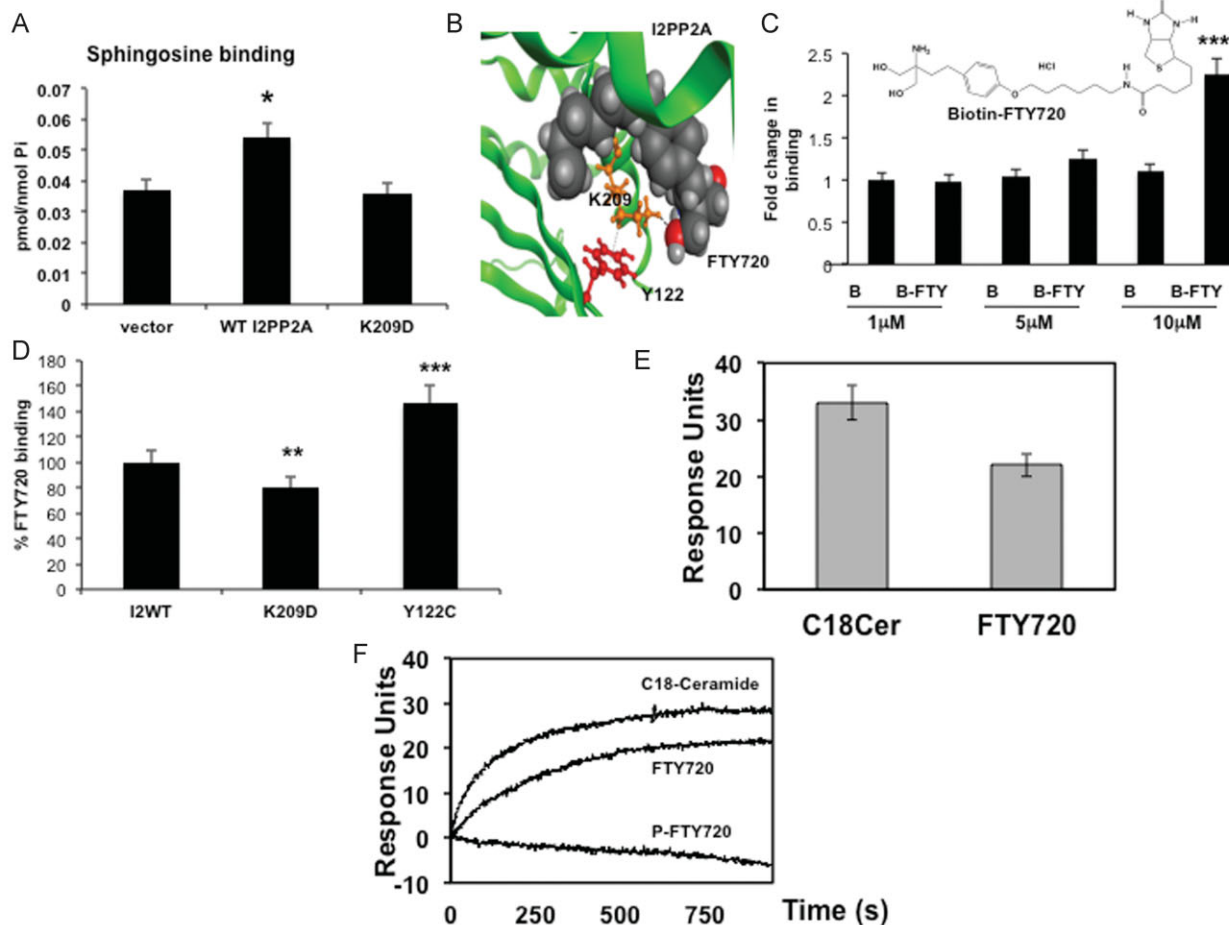 A
Sphingosine binding
pmol/nmol Pi
0.07
0.06
0.05
0.04
0.03
0.02
0.01
0
*
vector WT I2PP2A K209D
B
I2PP2A
K209
FTY720
Y122
C
Fold change in
binding
2.5
2
1.5
1
0.5
0
NH₂
HO
HO
HCl
O
H
N
O
S
H N N H
Biotin-FTY720
***
B B-FTY B B-FTY B B-FTY
1μM 5μM 10μM
D
% FTY720 binding
180
160
140
120
100
80
60
40
20
0
**
***
I2WT K209D Y122C
E
Response Units
40
30
20
10
0
C18Cer FTY720
F
Response Units
40
30
20
10
0
-10
C18-Ceramide
FTY720
P-FTY720
0 250 500 750 Time (s)